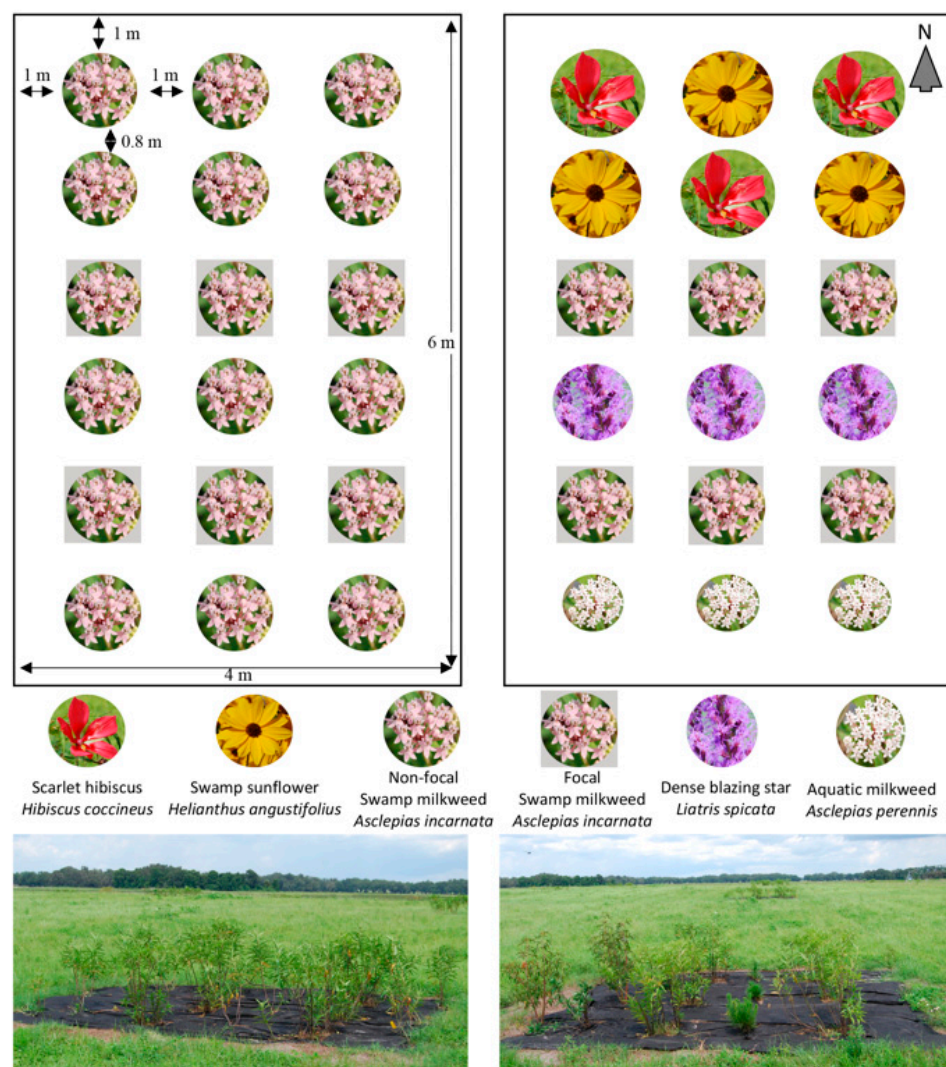 1 m
N
1 m
1 m
0.8 m
6 m
4 m
Scarlet hibiscus
Hibiscus coccineus
Swamp sunflower
Helianthus angustifolius
Non-focal
Swamp milkweed
Asclepias incarnata
Focal
Swamp milkweed
Asclepias incarnata
Dense blazing star
Liatris spicata
Aquatic milkweed
Asclepias perennis